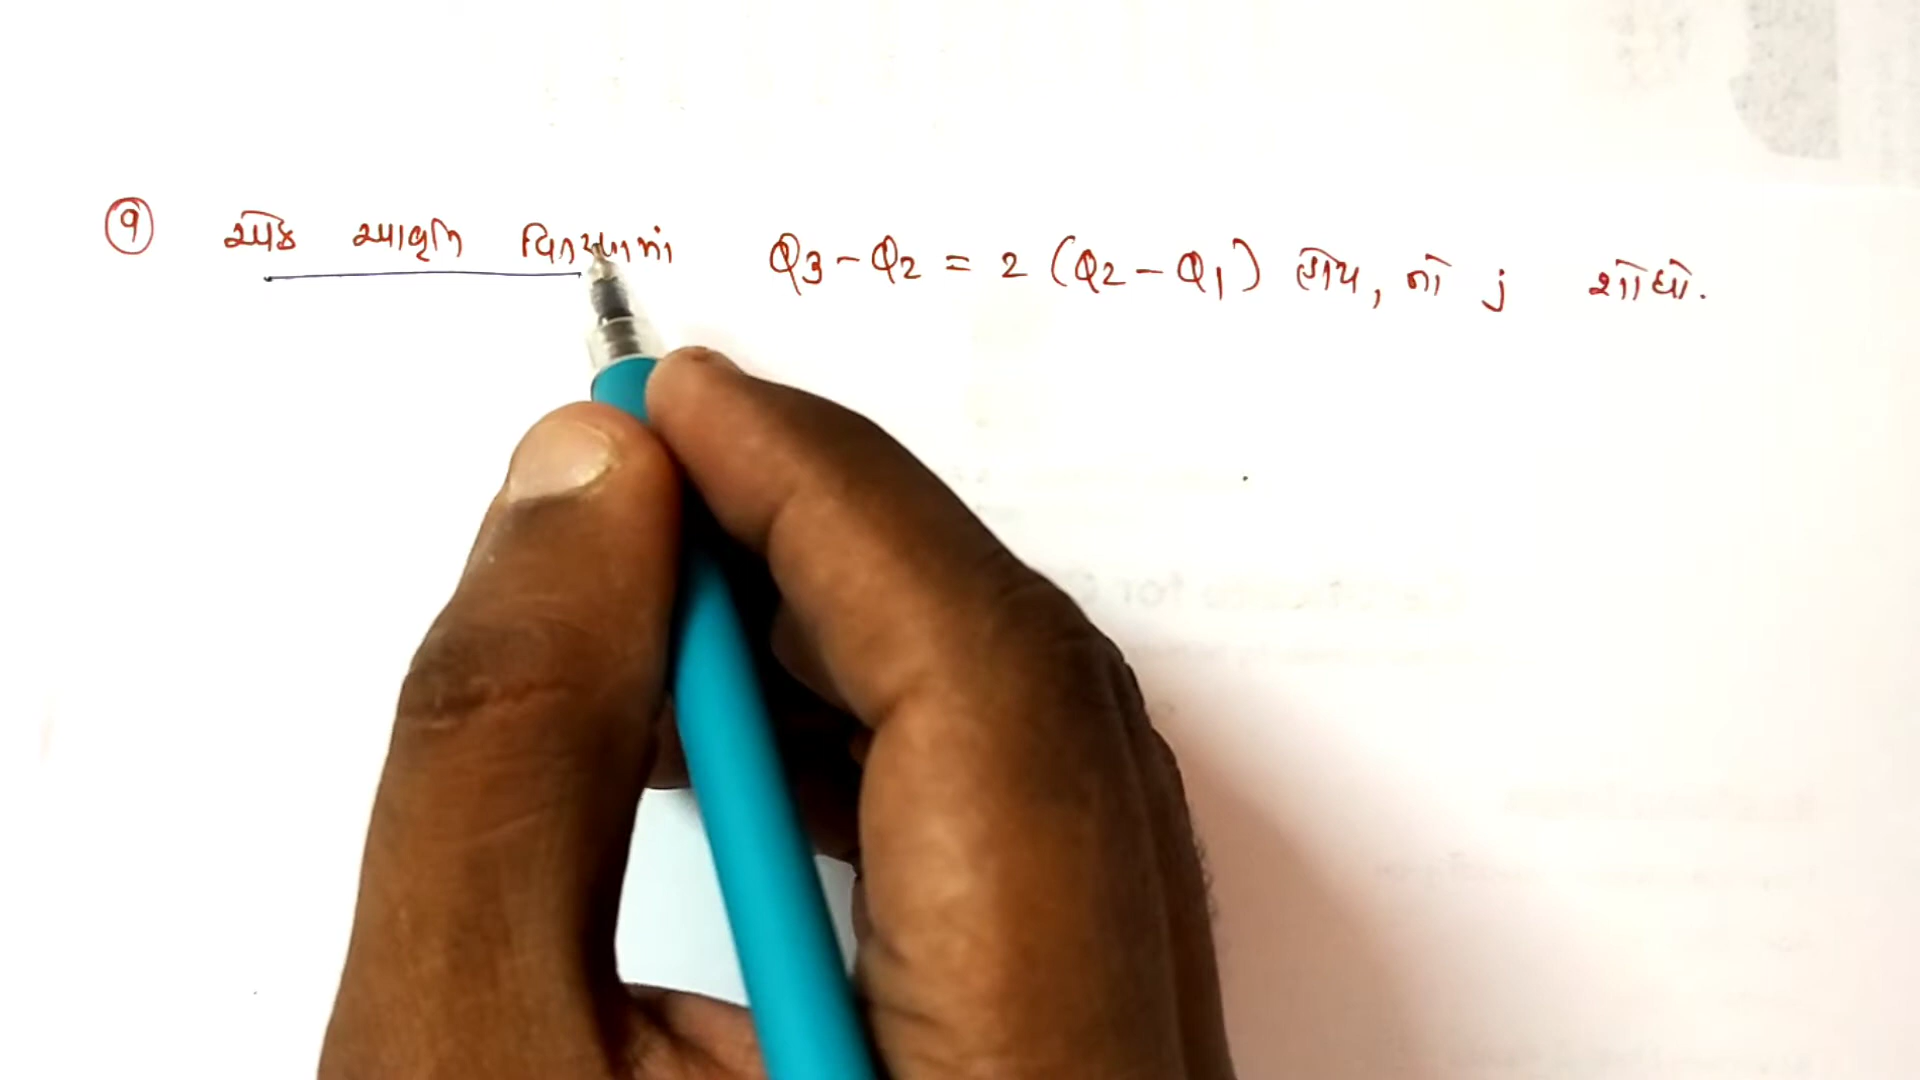 ૧ એક આવૃત્તિ વિતરણમાં Q3 - Q2 = 2 (Q2 - Q1) હોય, તો j શોધો.